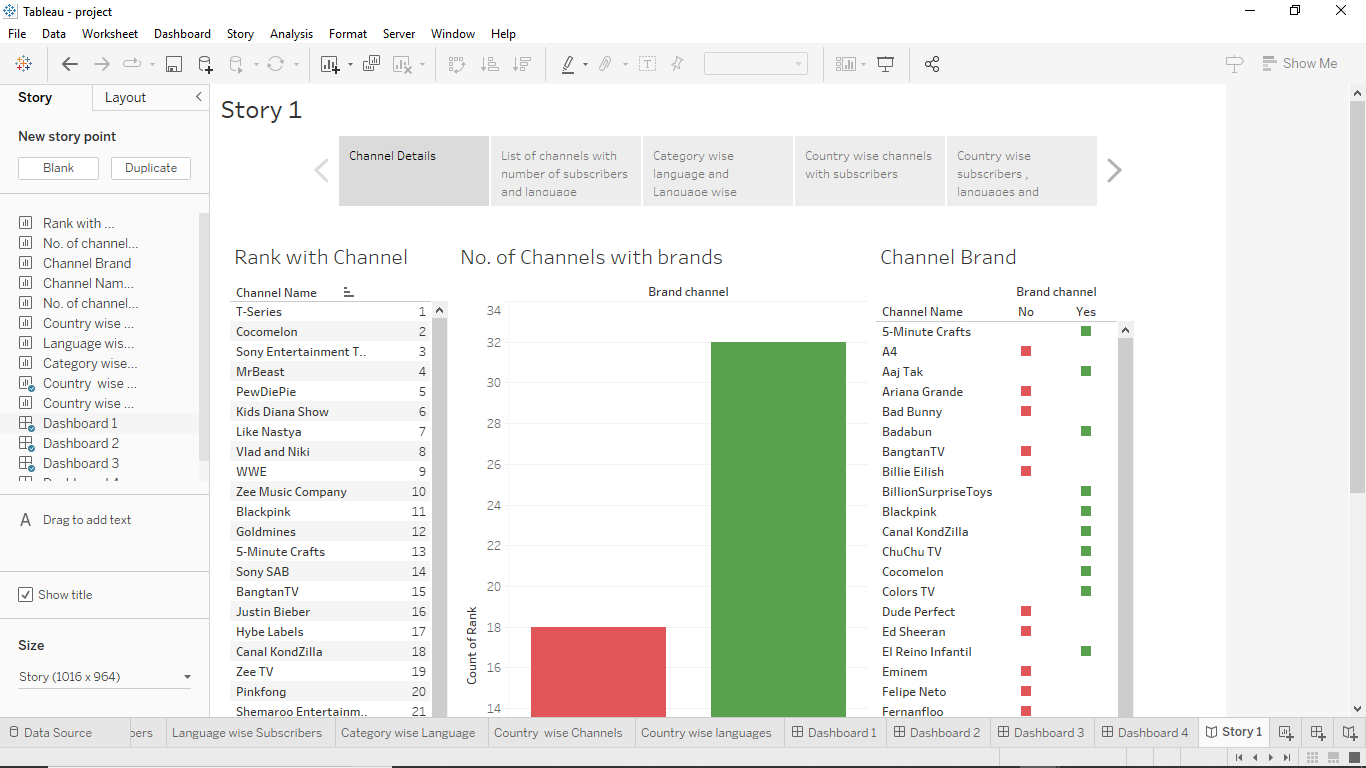 Tableau - project
File Data Worksheet Dashboard Story Analysis Format Server Window Help
Show Me
Story Layout
New story point
Blank Duplicate
Rank with ...
No. of channel...
Channel Brand
Channel Nam...
No. of channel...
Country wise ...
Language wis...
Category wise...
Country wise ...
Country wise ...
Dashboard 1
Dashboard 2
Dashboard 3
A Drag to add text
Show title
Size
Story (1016 x 964)
Story 1
Channel Details
List of channels with
number of subscribers
and language
Category wise
language and
Language wise
Country wise channels
with subscribers
Country wise
subscribers ,
languages and
Rank with Channel
Channel Name
T-Series 1
Cocomelon 2
Sony Entertainment T.. 3
MrBeast 4
PewDiePie 5
Kids Diana Show 6
Like Nastya 7
Vlad and Niki 8
WWE 9
Zee Music Company 10
Blackpink 11
Goldmines 12
5-Minute Crafts 13
Sony SAB 14
BangtanTV 15
Justin Bieber 16
Hybe Labels 17
Canal KondZilla 18
Zee TV 19
Pinkfong 20
Shemaroo Entertainm.. 21
No. of Channels with brands
Brand channel
34
32
30
28
26
24
22
20
18
16
14
Count of Rank
Channel Brand
Brand channel
Channel Name No Yes
5-Minute Crafts
A4
Aaj Tak
Ariana Grande
Bad Bunny
Badabun
BangtanTV
Billie Eilish
BillionSurpriseToys
Blackpink
Canal KondZilla
ChuChu TV
Cocomelon
Colors TV
Dude Perfect
Ed Sheeran
El Reino Infantil
Eminem
Felipe Neto
Fernanfloo
Data Source bers Language wise Subscribers Category wise Language Country wise Channels Country wise languages Dashboard 1 Dashboard 2 Dashboard 3 Dashboard 4 Story 1